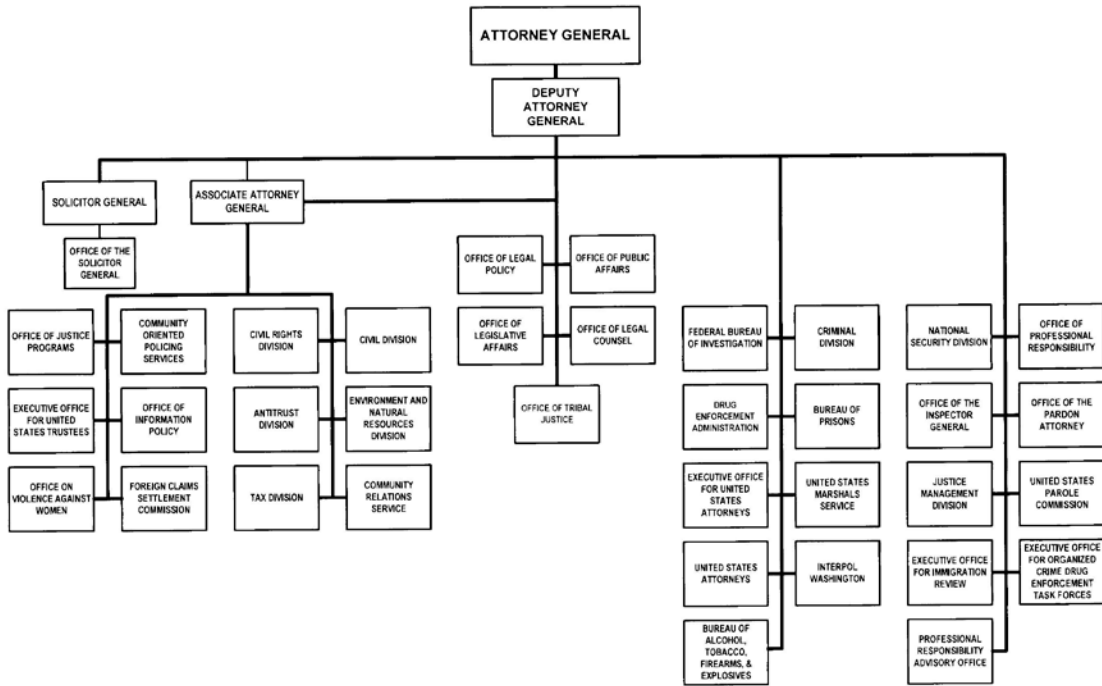 ATTORNEY GENERAL
DEPUTY
ATTORNEY
GENERAL
SOLICITOR GENERAL
ASSOCIATE ATTORNEY
GENERAL
OFFICE OF THE
SOLICITOR
GENERAL
OFFICE OF LEGAL
POLICY
OFFICE OF PUBLIC
AFFAIRS
OFFICE OF
LEGISLATIVE
AFFAIRS
OFFICE OF LEGAL
COUNSEL
OFFICE OF TRIBAL
JUSTICE
OFFICE OF JUSTICE
PROGRAMS
COMMUNITY
ORIENTED
POLICING
SERVICES
EXECUTIVE OFFICE
FOR UNITED
STATES TRUSTEES
OFFICE OF
INFORMATION
POLICY
OFFICE ON
VIOLENCE AGAINST
WOMEN
FOREIGN CLAIMS
SETTLEMENT
COMMISSION
CIVIL RIGHTS
DIVISION
CIVIL DIVISION
ANTITRUST
DIVISION
ENVIRONMENT AND
NATURAL
RESOURCES
DIVISION
TAX DIVISION
COMMUNITY
RELATIONS
SERVICE
FEDERAL BUREAU
OF INVESTIGATION
CRIMINAL
DIVISION
DRUG
ENFORCEMENT
ADMINISTRATION
BUREAU OF
PRISONS
EXECUTIVE OFFICE
FOR UNITED
STATES
ATTORNEYS
UNITED STATES
MARSHALS
SERVICE
UNITED STATES
ATTORNEYS
INTERPOL
WASHINGTON
BUREAU OF
ALCOHOL,
TOBACCO,
FIREARMS, &
EXPLOSIVES
NATIONAL
SECURITY DIVISION
OFFICE OF
PROFESSIONAL
RESPONSIBILITY
OFFICE OF THE
INSPECTOR
GENERAL
OFFICE OF THE
PARDON
ATTORNEY
JUSTICE
MANAGEMENT
DIVISION
UNITED STATES
PAROLE
COMMISSION
EXECUTIVE OFFICE
FOR IMMIGRATION
REVIEW
EXECUTIVE OFFICE
FOR ORGANIZED
CRIME DRUG
ENFORCEMENT
TASK FORCES
PROFESSIONAL
RESPONSIBILITY
ADVISORY OFFICE